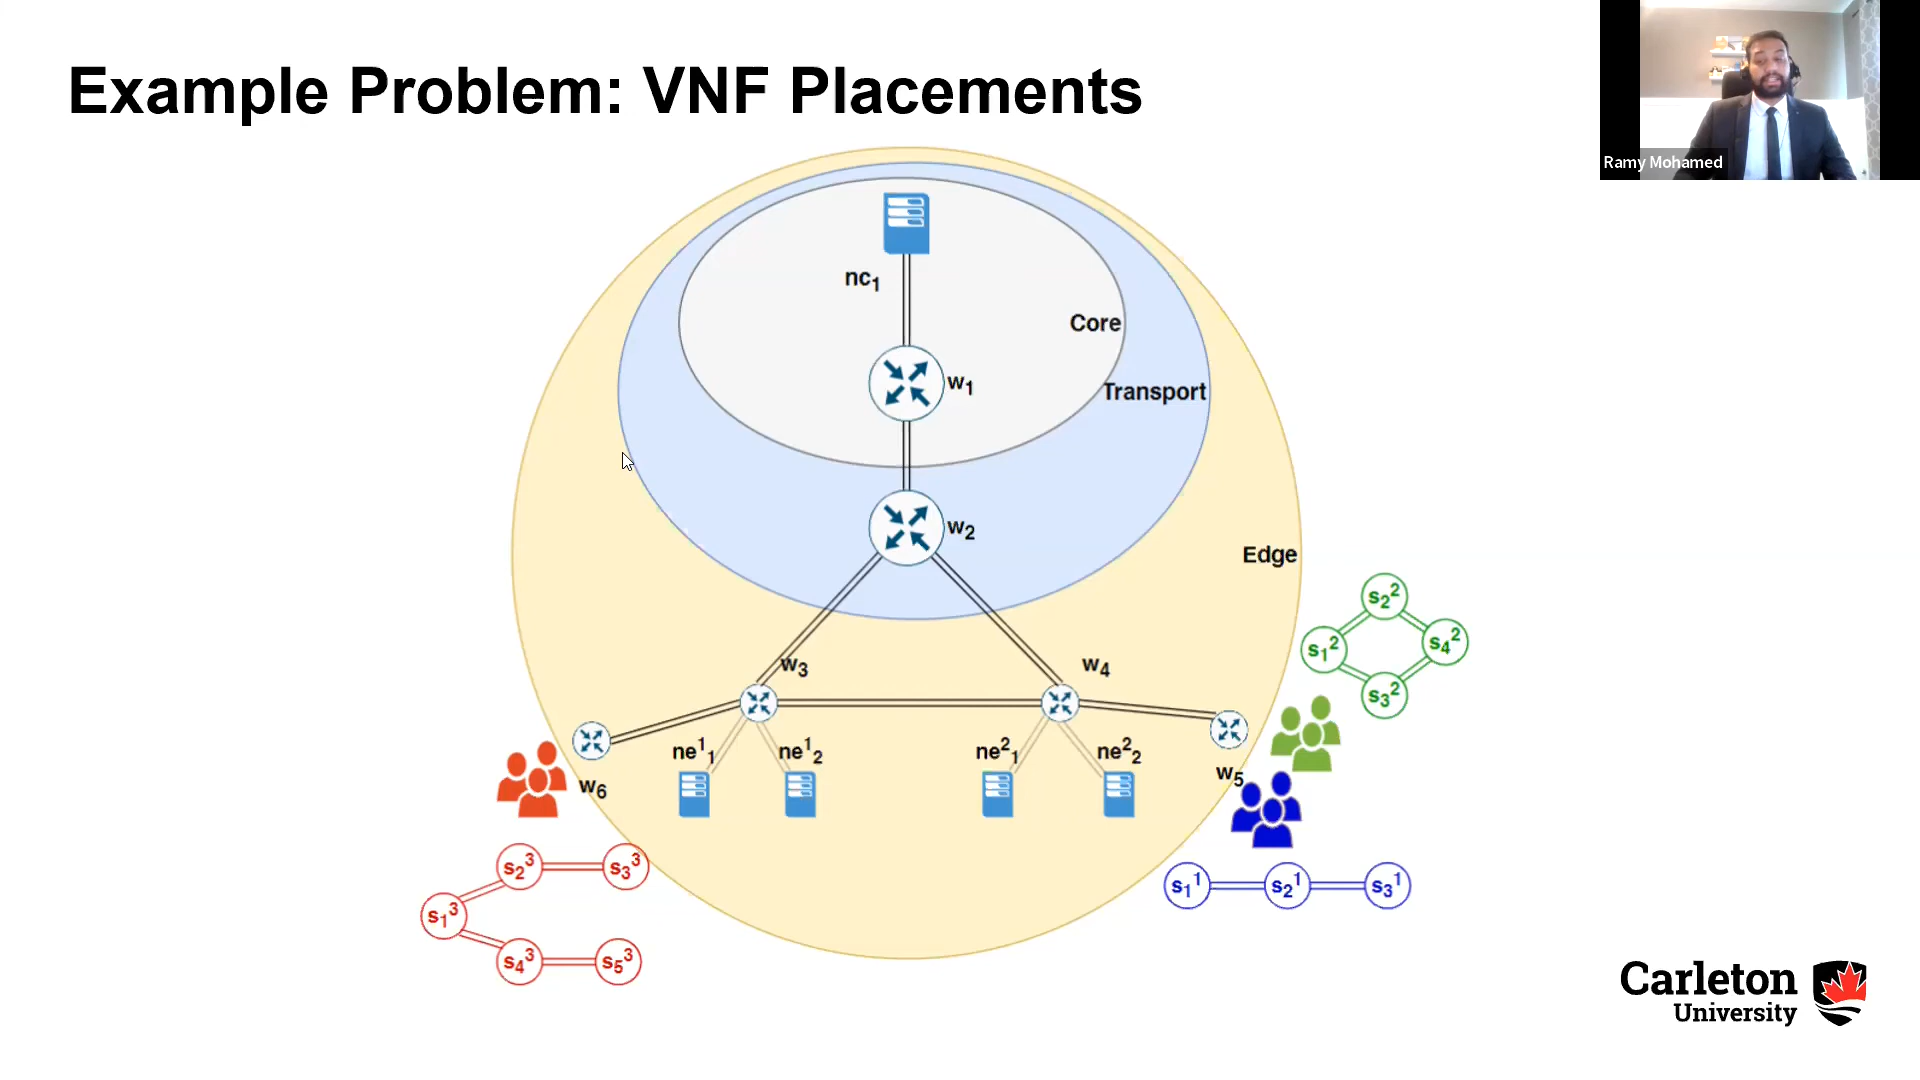 Example Problem: VNF Placements
Ramy Mohamed
nc₁
Core
w₁
Transport
w₂
Edge
s₂²
s₁²
s₄²
s₃²
w₃
w₄
ne¹₁
ne¹₂
ne²₁
ne²₂
w₆
w₅
s₂³
s₃³
s₁³
s₄³
s₅³
s₁¹
s₂¹
s₃¹
Carleton
University